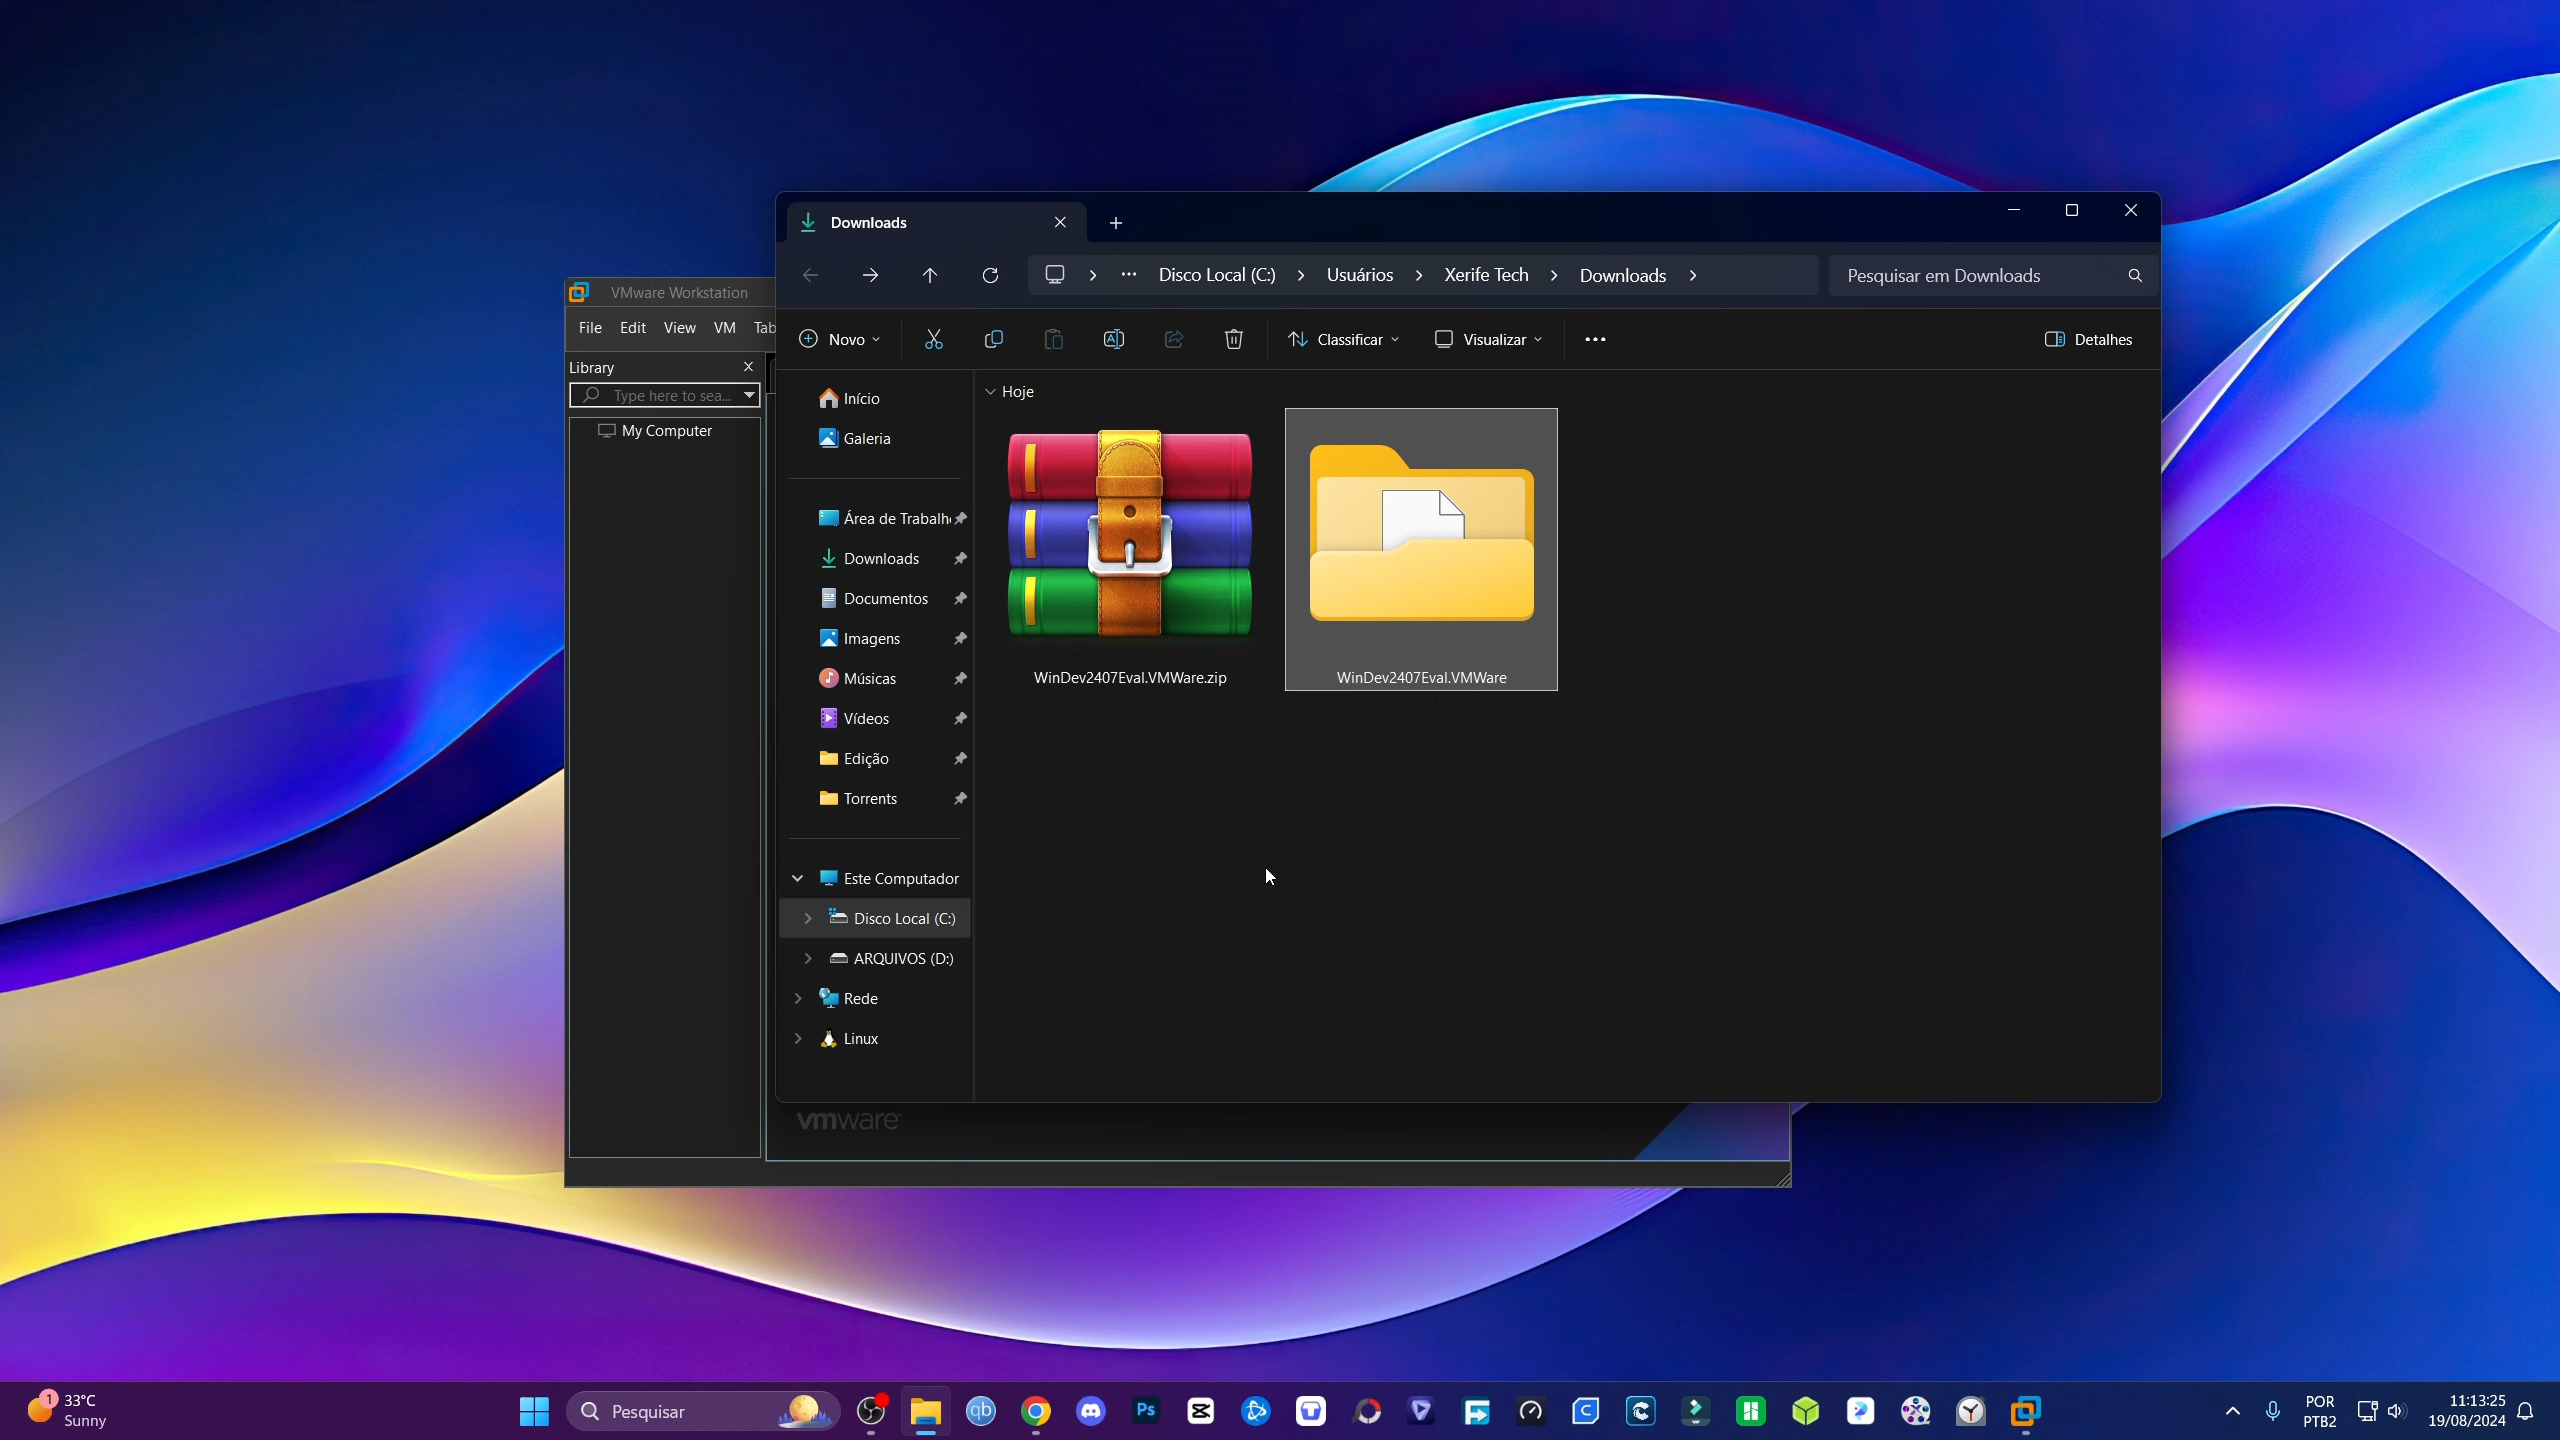 Downloads
Disco Local (C:)
Usuários
Xerife Tech
Downloads
Pesquisar em Downloads
VMware Workstation
File Edit View VM Tab
Novo
Classificar
Visualizar
Detalhes
Library
Type here to sea...
My Computer
Início
Galeria
Área de Trabalh
Downloads
Documentos
Imagens
Músicas
Vídeos
Edição
Torrents
Este Computador
Disco Local (C:)
ARQUIVOS (D:)
Rede
Linux
Hoje
WinDev2407Eval.VMWare.zip
WinDev2407Eval.VMWare
vmware
1
33°C
Sunny
Pesquisar
qb
Ps
POR
PTB2
11:13:25
19/08/2024